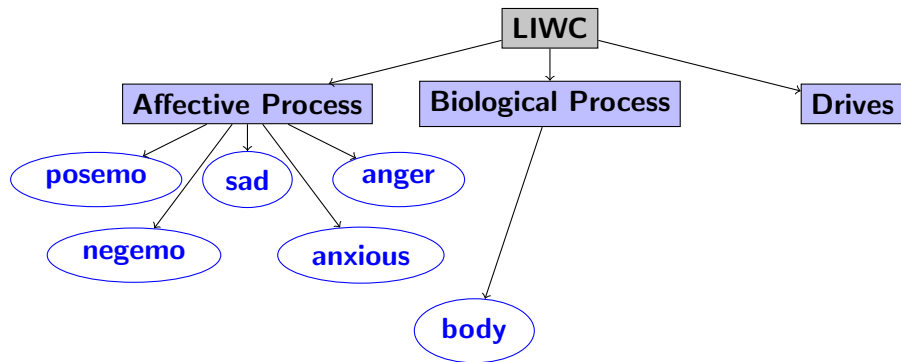 LIWC
Affective Process
Biological Process
Drives
posemo
sad
anger
negemo
anxious
body